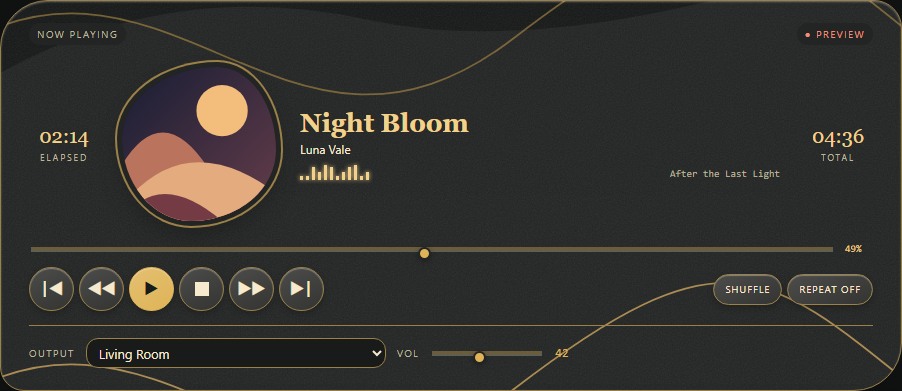 NOW PLAYING
PREVIEW
02:14
ELAPSED
Night Bloom
Luna Vale
After the Last Light
04:36
TOTAL
49%
SHUFFLE
REPEAT OFF
OUTPUT
Living Room
VOL
42